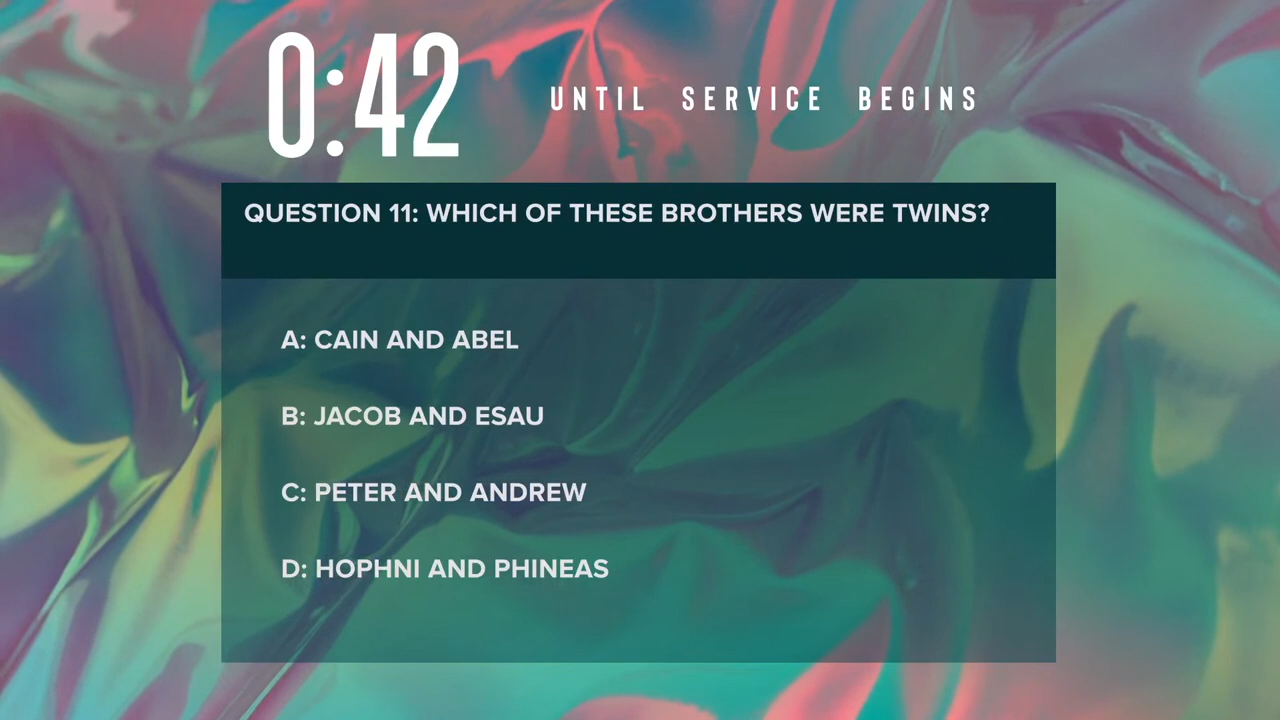 0:42 UNTIL SERVICE BEGINS
QUESTION 11: WHICH OF THESE BROTHERS WERE TWINS?
A: CAIN AND ABEL
B: JACOB AND ESAU
C: PETER AND ANDREW
D: HOPHNI AND PHINEAS